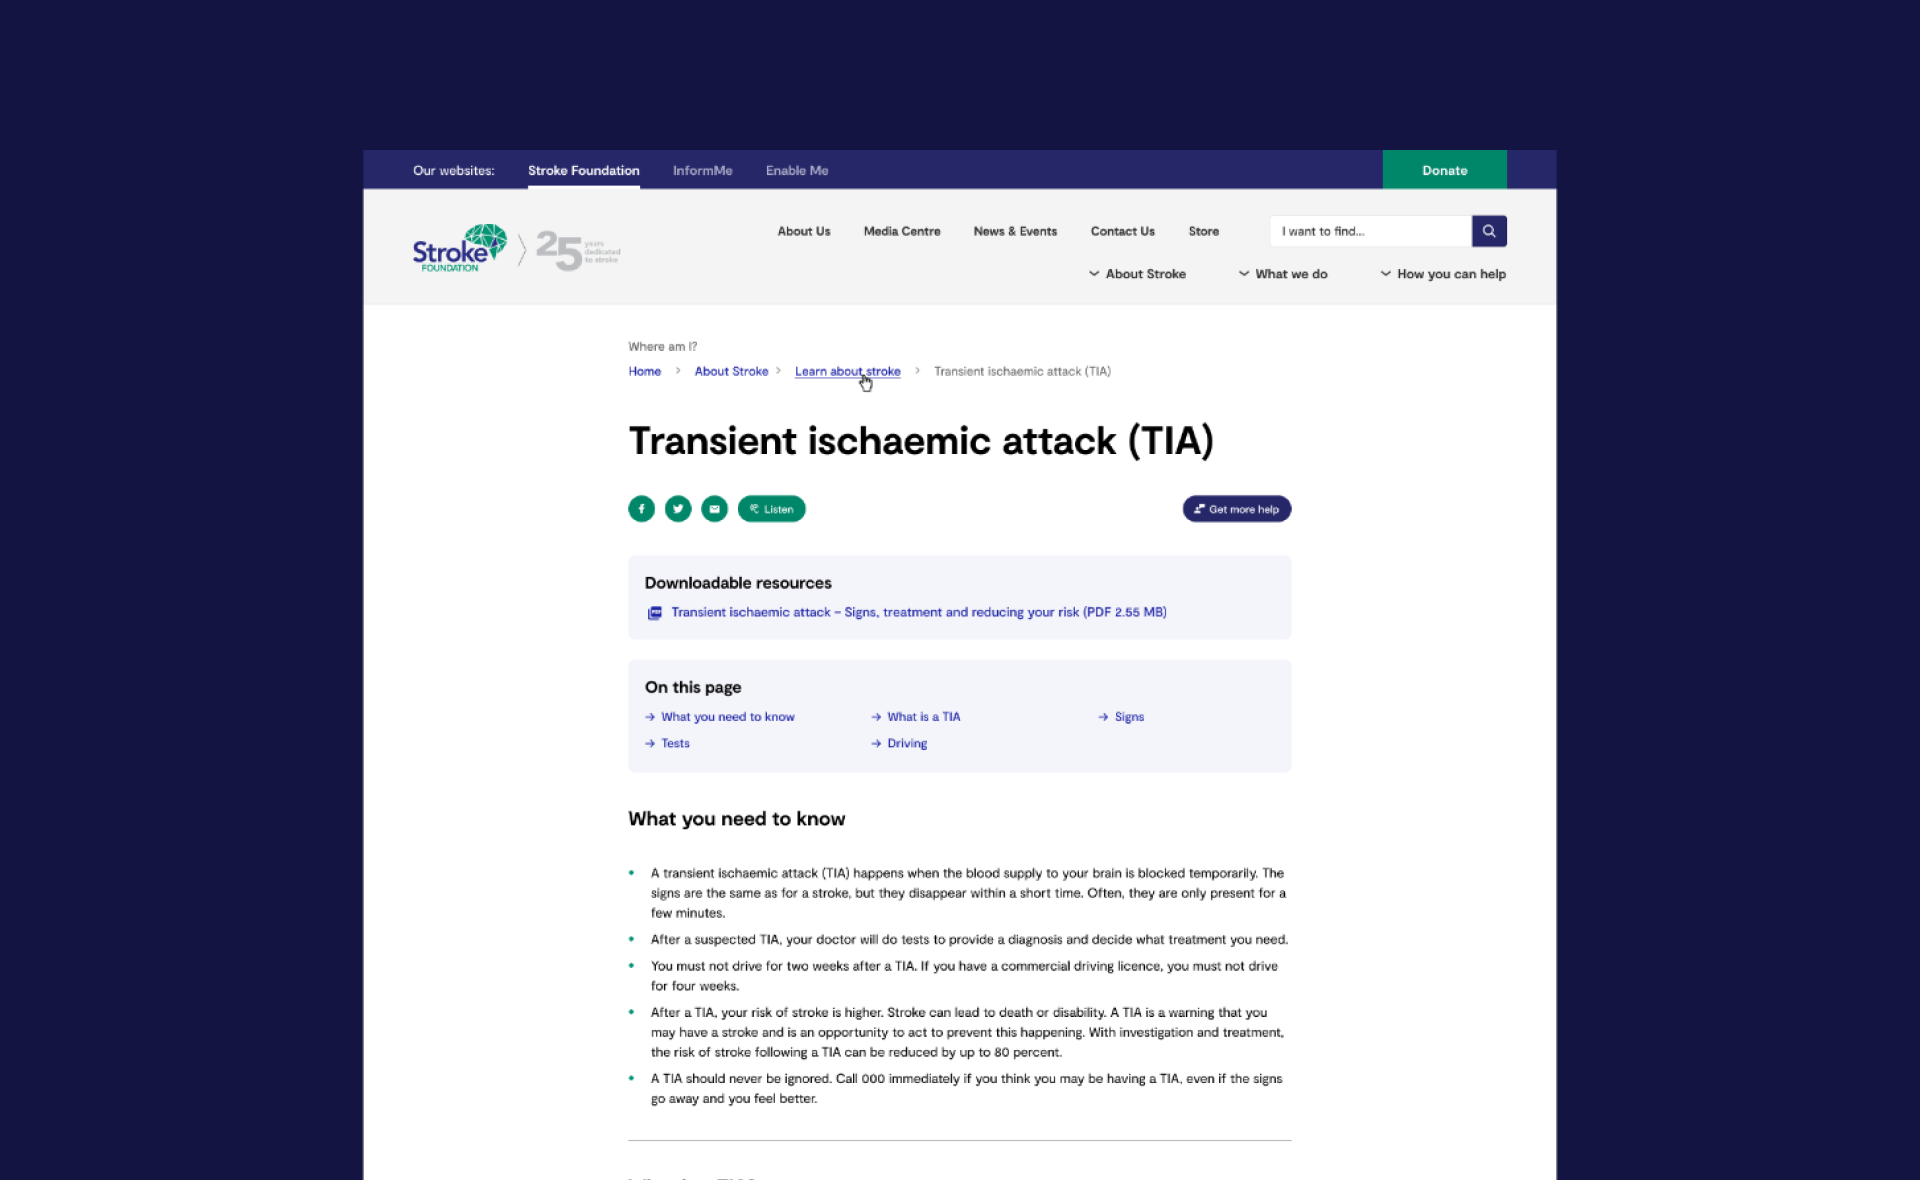 Our websites: Stroke Foundation InformMe Enable Me Donate
Stroke FOUNDATION 25 years dedicated to stroke
About Us Media Centre News & Events Contact Us Store I want to find...
About Stroke What we do How you can help
Where am I?
Home > About Stroke > Learn about stroke > Transient ischaemic attack (TIA)
Transient ischaemic attack (TIA)
Listen Get more help
Downloadable resources
PDF Transient ischaemic attack – Signs, treatment and reducing your risk (PDF 2.55 MB)
On this page
→ What you need to know → What is a TIA → Signs
→ Tests → Driving
What you need to know
• A transient ischaemic attack (TIA) happens when the blood supply to your brain is blocked temporarily. The
signs are the same as for a stroke, but they disappear within a short time. Often, they are only present for a
few minutes.
• After a suspected TIA, your doctor will do tests to provide a diagnosis and decide what treatment you need.
• You must not drive for two weeks after a TIA. If you have a commercial driving licence, you must not drive
for four weeks.
• After a TIA, your risk of stroke is higher. Stroke can lead to death or disability. A TIA is a warning that you
may have a stroke and is an opportunity to act to prevent this happening. With investigation and treatment,
the risk of stroke following a TIA can be reduced by up to 80 percent.
• A TIA should never be ignored. Call 000 immediately if you think you may be having a TIA, even if the signs
go away and you feel better.